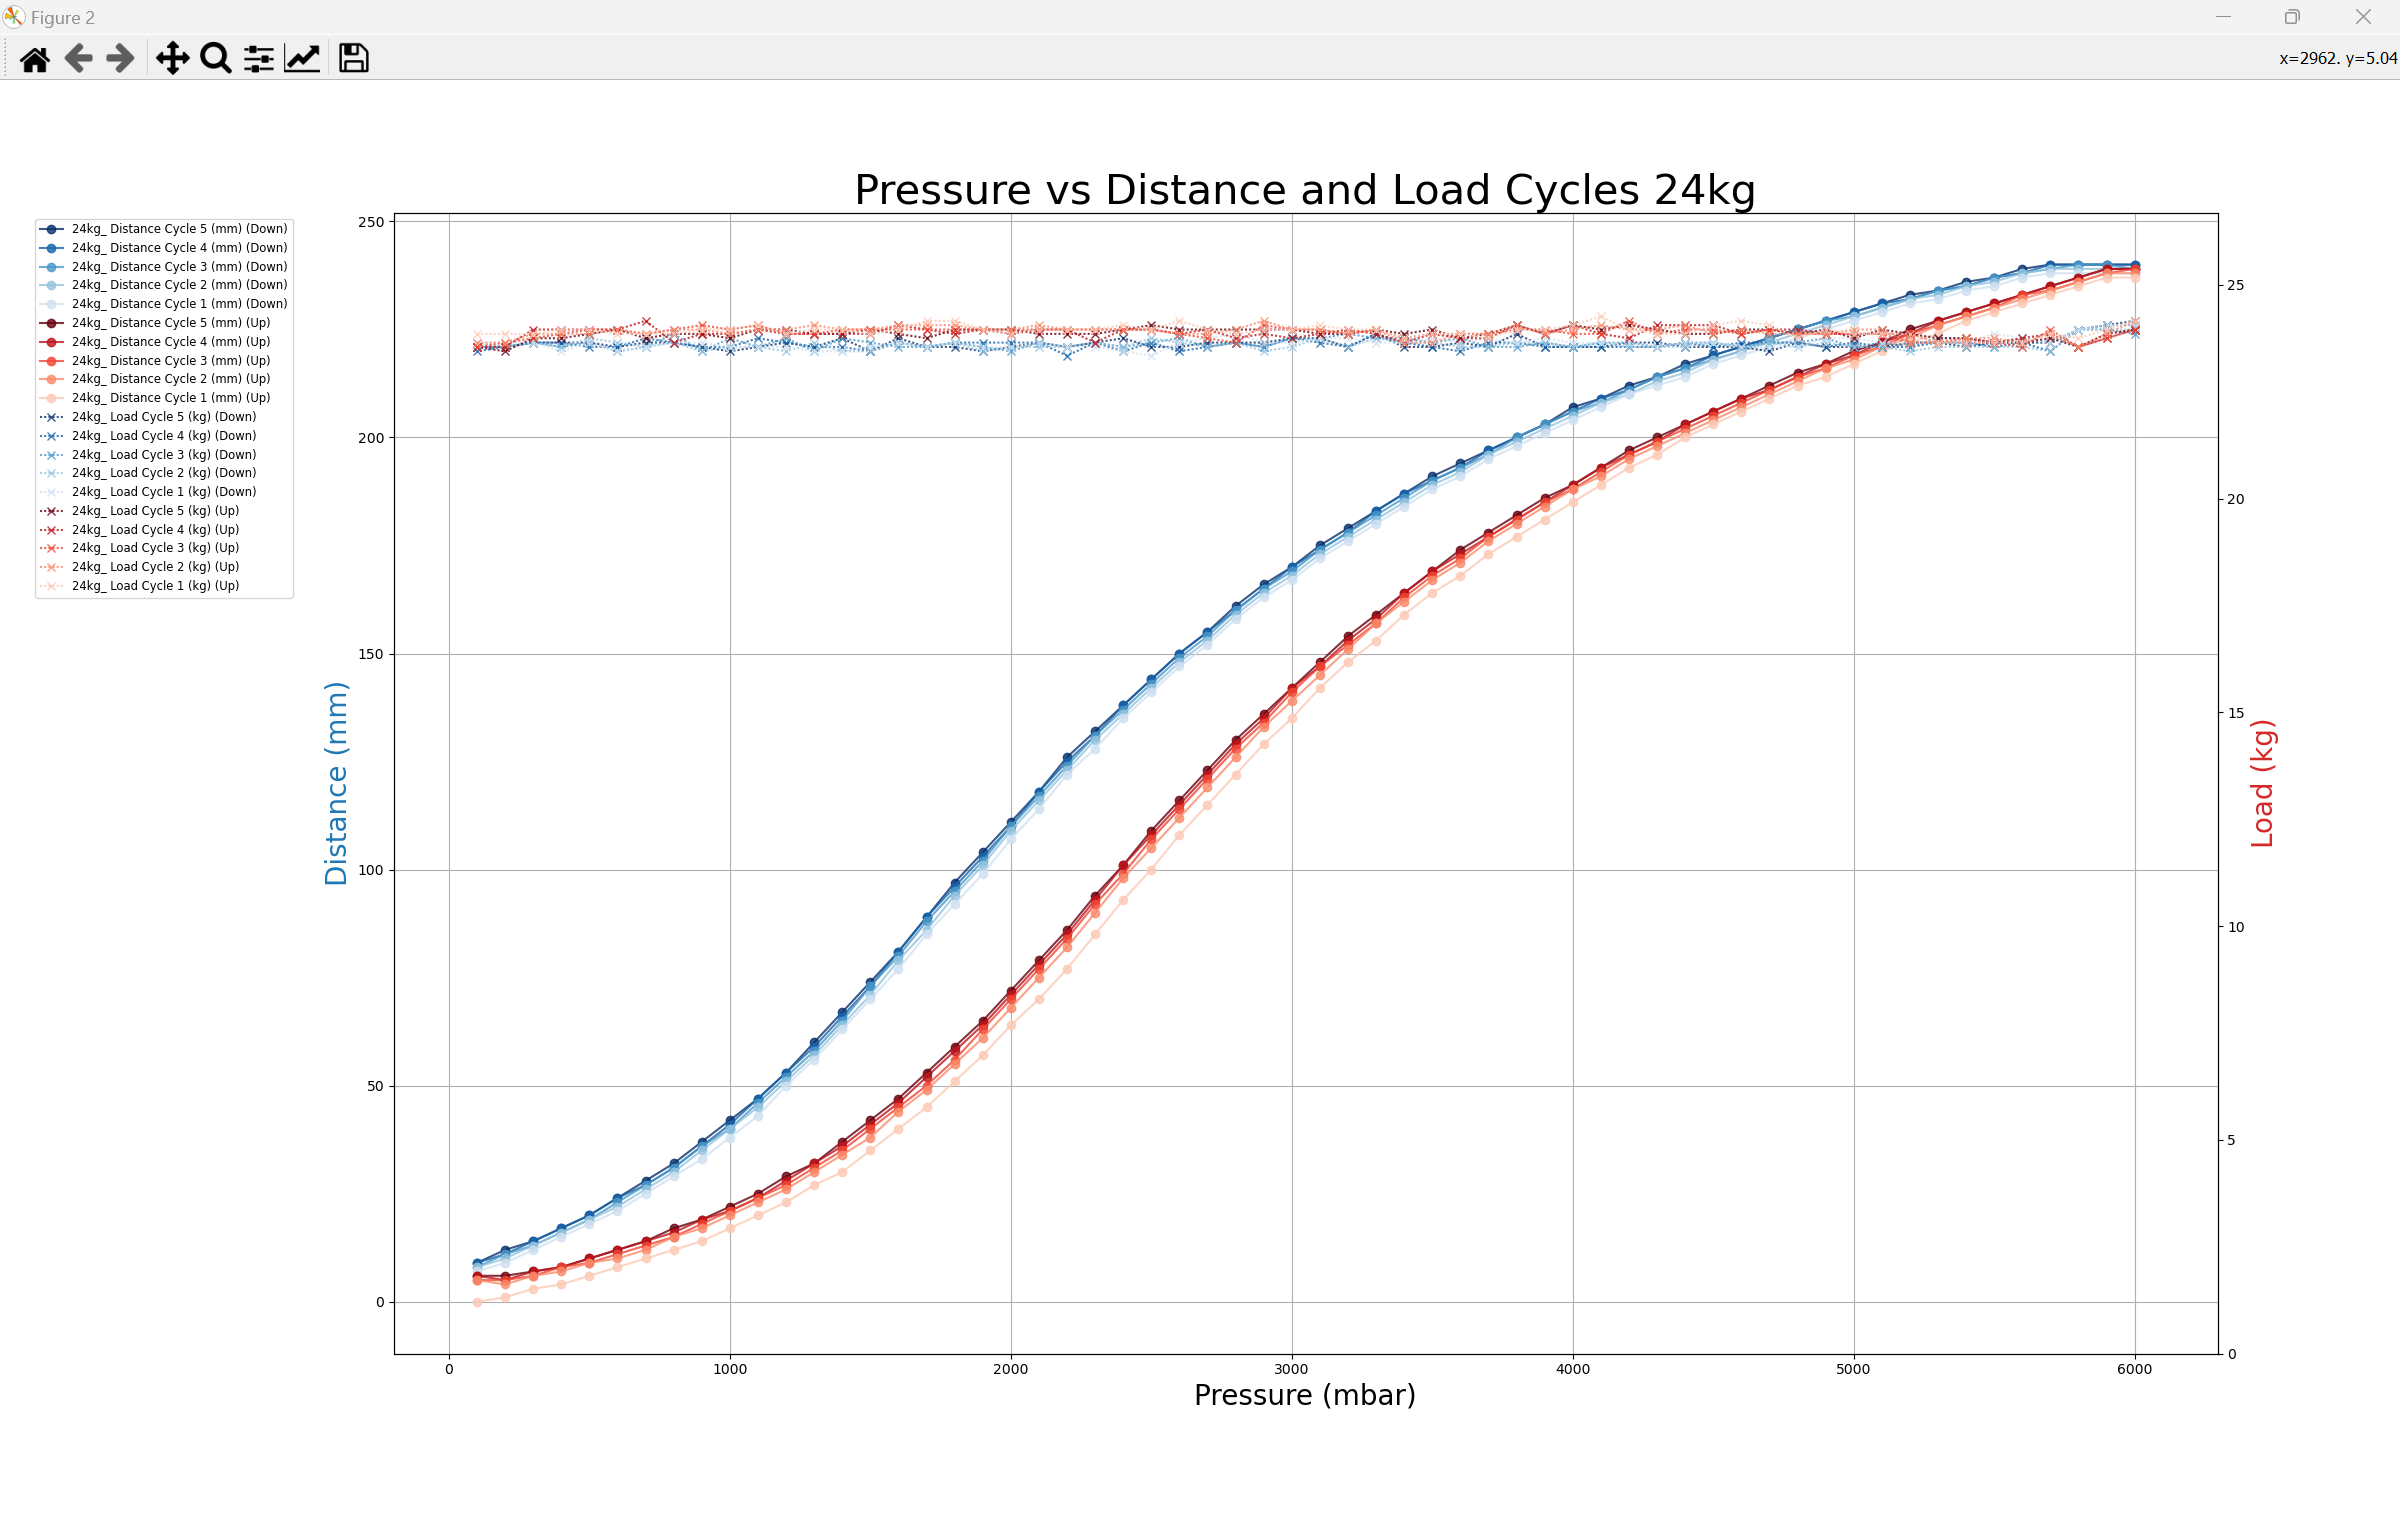 Figure 2
x=2962. y=5.04
Pressure vs Distance and Load Cycles 24kg
24kg_ Distance Cycle 5 (mm) (Down)
24kg_ Distance Cycle 4 (mm) (Down)
24kg_ Distance Cycle 3 (mm) (Down)
24kg_ Distance Cycle 2 (mm) (Down)
24kg_ Distance Cycle 1 (mm) (Down)
24kg_ Distance Cycle 5 (mm) (Up)
24kg_ Distance Cycle 4 (mm) (Up)
24kg_ Distance Cycle 3 (mm) (Up)
24kg_ Distance Cycle 2 (mm) (Up)
24kg_ Distance Cycle 1 (mm) (Up)
24kg_ Load Cycle 5 (kg) (Down)
24kg_ Load Cycle 4 (kg) (Down)
24kg_ Load Cycle 3 (kg) (Down)
24kg_ Load Cycle 2 (kg) (Down)
24kg_ Load Cycle 1 (kg) (Down)
24kg_ Load Cycle 5 (kg) (Up)
24kg_ Load Cycle 4 (kg) (Up)
24kg_ Load Cycle 3 (kg) (Up)
24kg_ Load Cycle 2 (kg) (Up)
24kg_ Load Cycle 1 (kg) (Up)
Distance (mm)
250
200
150
100
50
0
0 1000 2000 3000 4000 5000 6000
Pressure (mbar)
25
20
15
10
5
0
Load (kg)